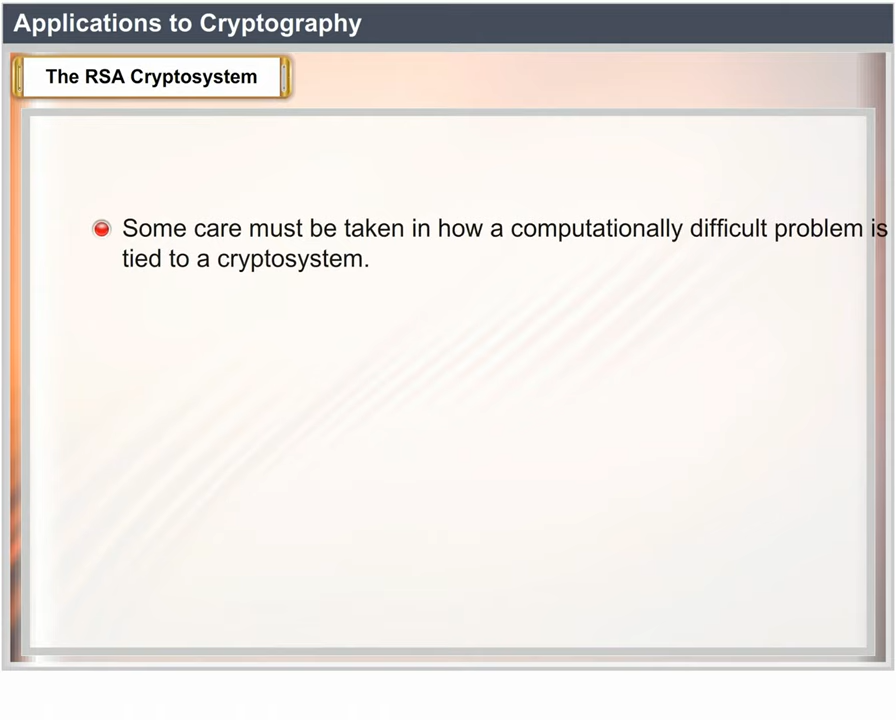 Applications to Cryptography
The RSA Cryptosystem
Some care must be taken in how a computationally difficult problem is
tied to a cryptosystem.